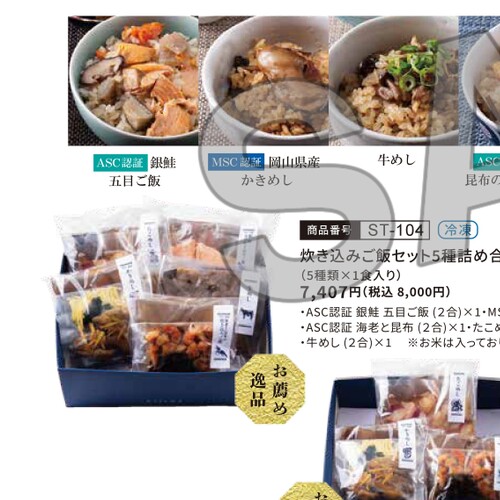 ASC認証 銀鮭
五目ご飯
MSC認証 岡山県産
かきめし
牛めし
ASC
昆布の
商品番号 ST-104 冷凍
炊き込みご飯セット5種詰め合
（5種類×1食入り）
7,407円（税込 8,000円）
・ASC認証 銀鮭 五目ご飯 (2合)×1・MS
・ASC認証 海老と昆布 (2合)×1・たこめ
・牛めし (2合)×1 ※お米は入ってお
お薦め
逸品
お